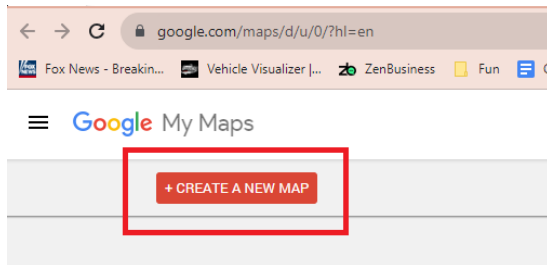 google.com/maps/d/u/0/?hl=en
Fox News - Breakin... Vehicle Visualizer |... ZenBusiness Fun
Google My Maps
+ CREATE A NEW MAP